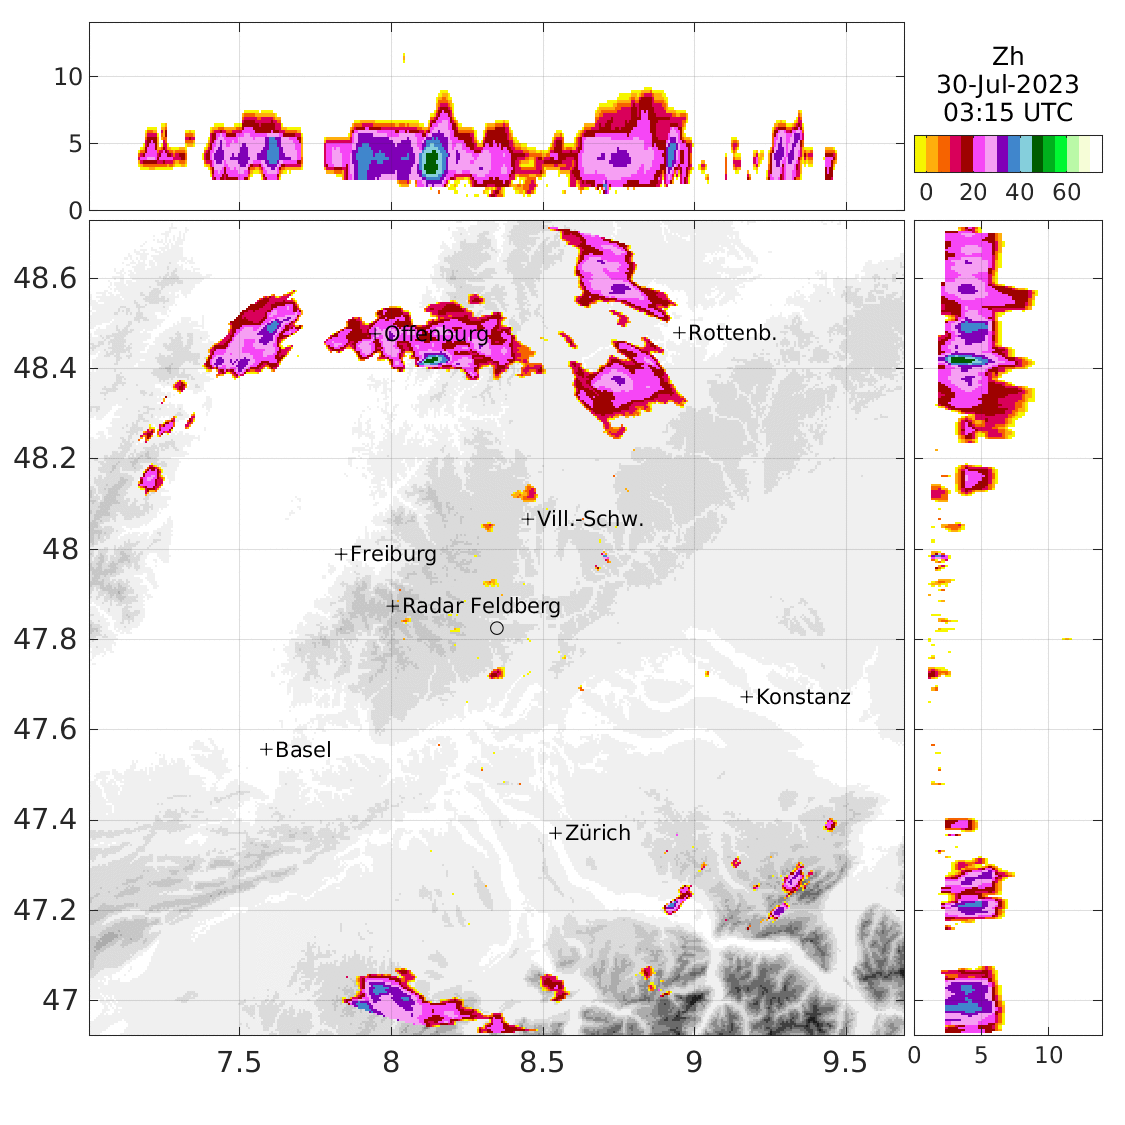 10
5
0
Zh
30-Jul-2023
03:15 UTC
0 20 40 60
48.6
48.4
48.2
48
47.8
47.6
47.4
47.2
47
Offenburg
Rottenb.
Vill.-Schw.
Freiburg
Radar Feldberg
Konstanz
Basel
Zürich
7.5 8 8.5 9 9.5
0 5 10